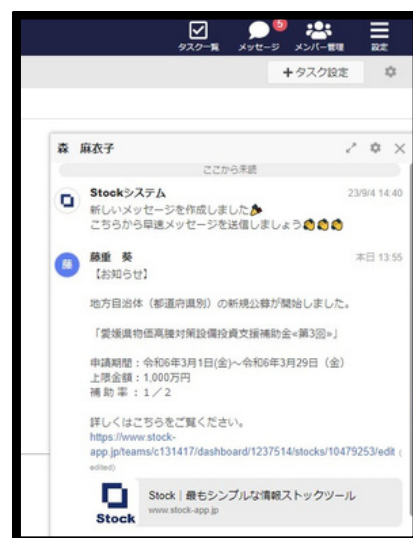 5
タスク一覧 メッセージ メンバー管理 設定
+タスク設定
森 麻衣子
ここから未読
Stockシステム 23/9/4 14:40
新しいメッセージを作成しました🎉
こちらから早速メッセージを送信しましょう👏👏👏
藤
藤重 葵 本日 13:55
【お知らせ】
地方自治体（都道府県別）の新規公募が開始しました。
「愛媛県物価高騰対策設備投資支援補助金≪第3回≫」
申請期間：令和6年3月1日(金)～令和6年3月29日（金）
上限金額：1,000万円
補 助 率 ： 1／2
詳しくはこちらをご覧ください。
https://www.stock-
app.jp/teams/c131417/dashboard/1237514/stocks/10479253/edit (
edited)
Stock｜最もシンプルな情報ストックツール
www.stock-app.jp
Stock